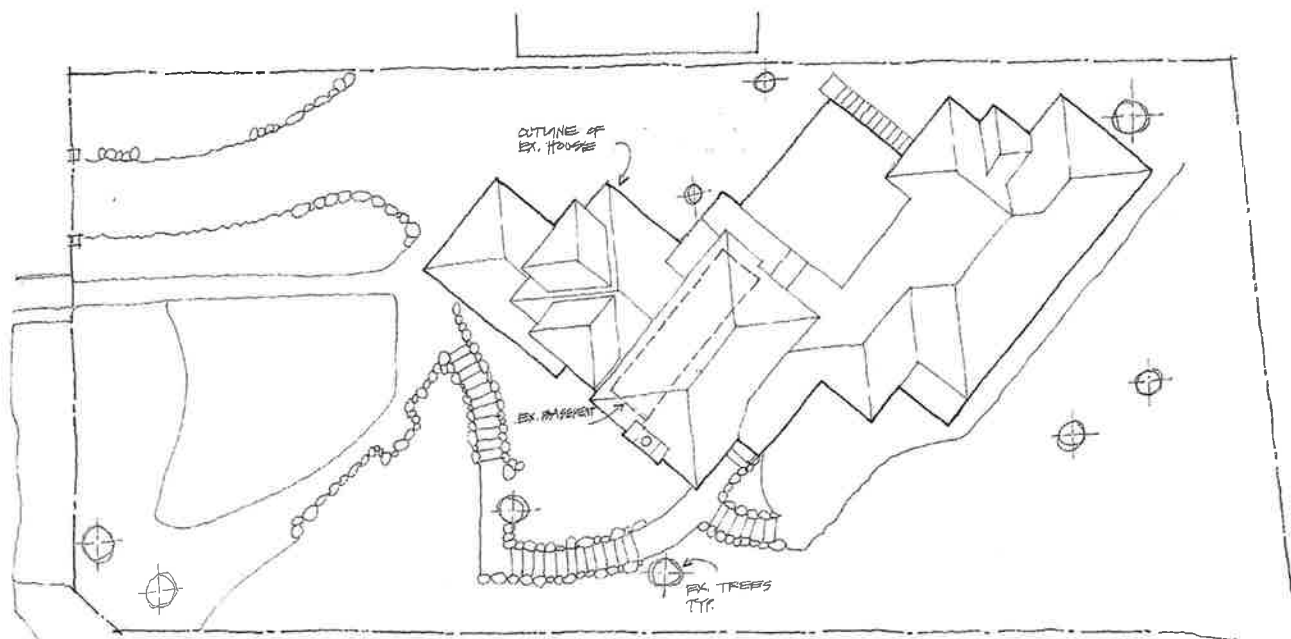 OUTLINE OF
EX. HOUSE
EX. BASEMENT
EX. TREES
TYP.